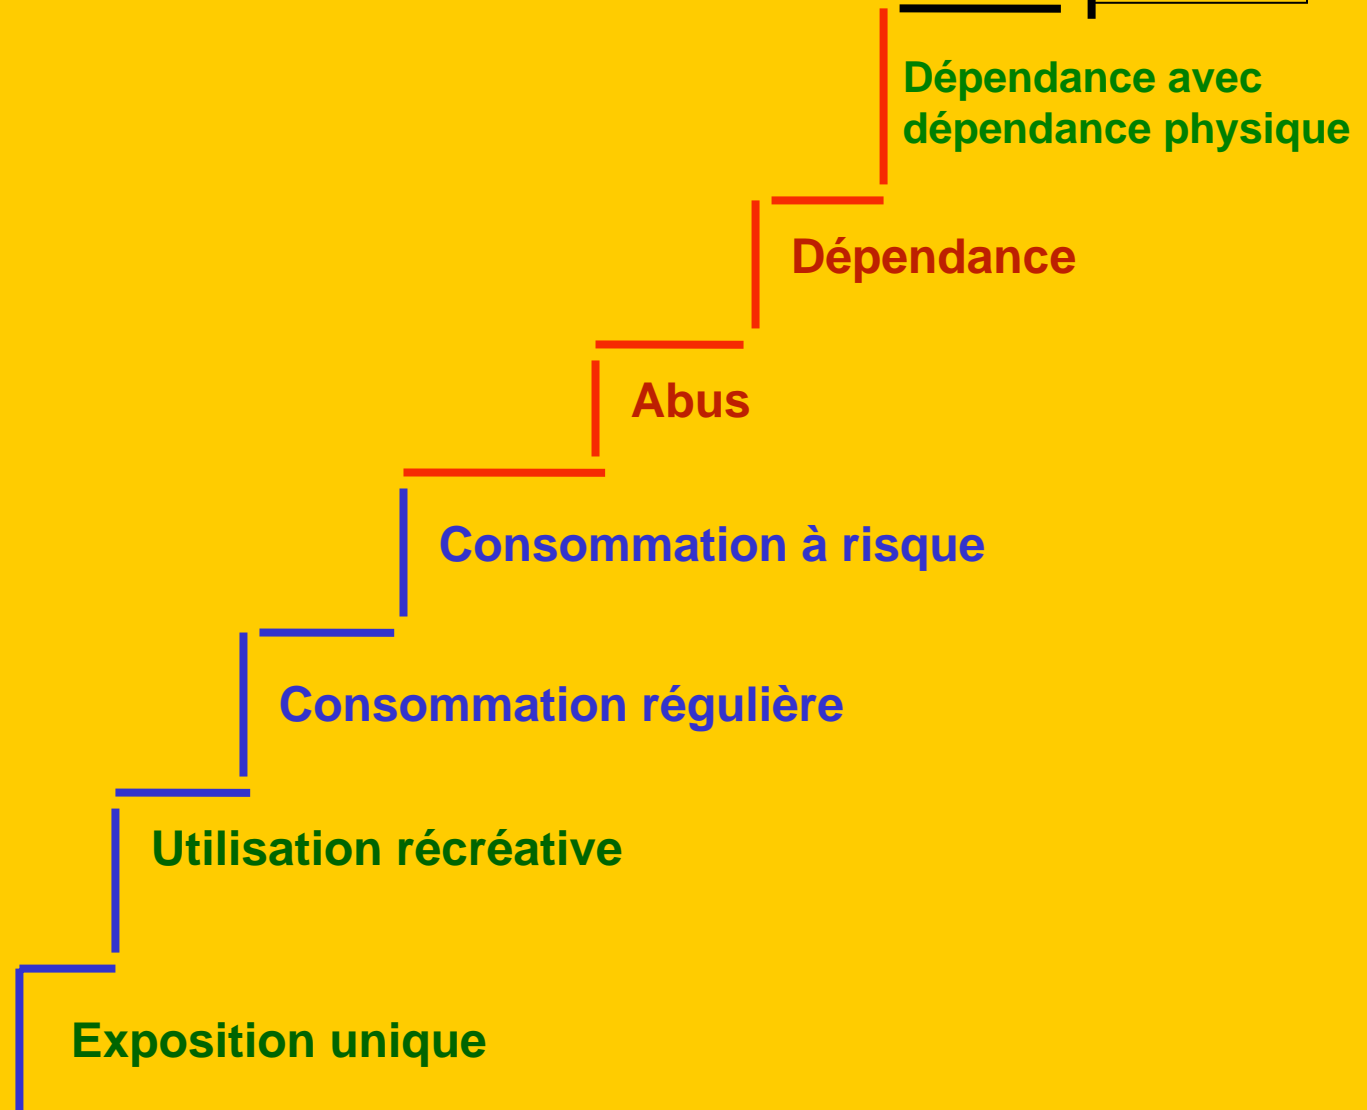 Dépendance avec
dépendance physique
Dépendance
Abus
Consommation à risque
Consommation régulière
Utilisation récréative
Exposition unique